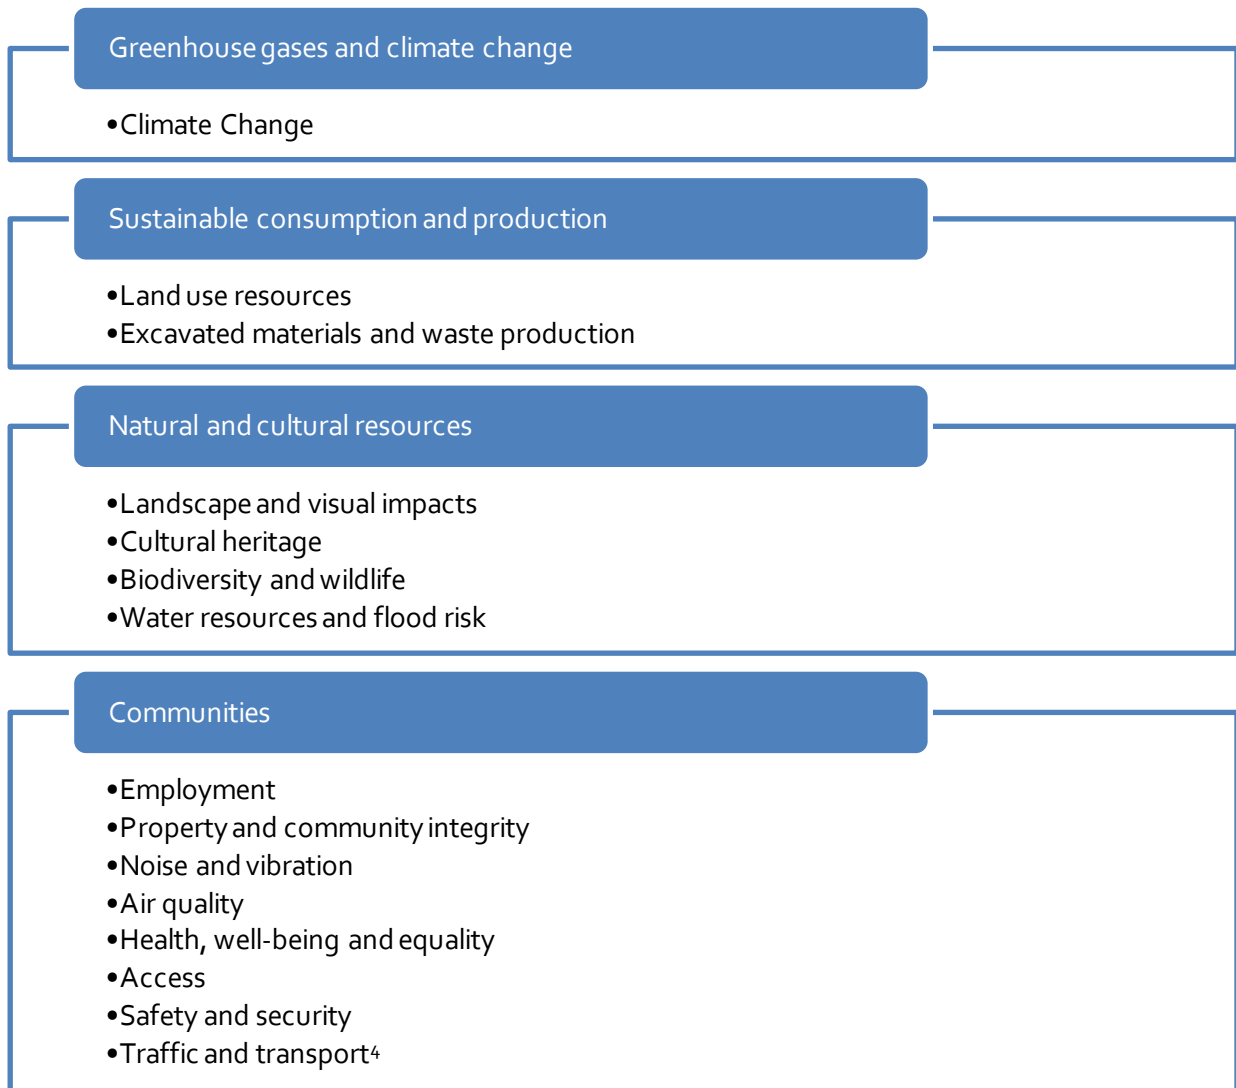 Greenhouse gases and climate change
•Climate Change
Sustainable consumption and production
•Land use resources
•Excavated materials and waste production
Natural and cultural resources
•Landscape and visual impacts
•Cultural heritage
•Biodiversity and wildlife
•Water resources and flood risk
Communities
•Employment
•Property and community integrity
•Noise and vibration
•Air quality
•Health, well-being and equality
•Access
•Safety and security
•Traffic and transport⁴